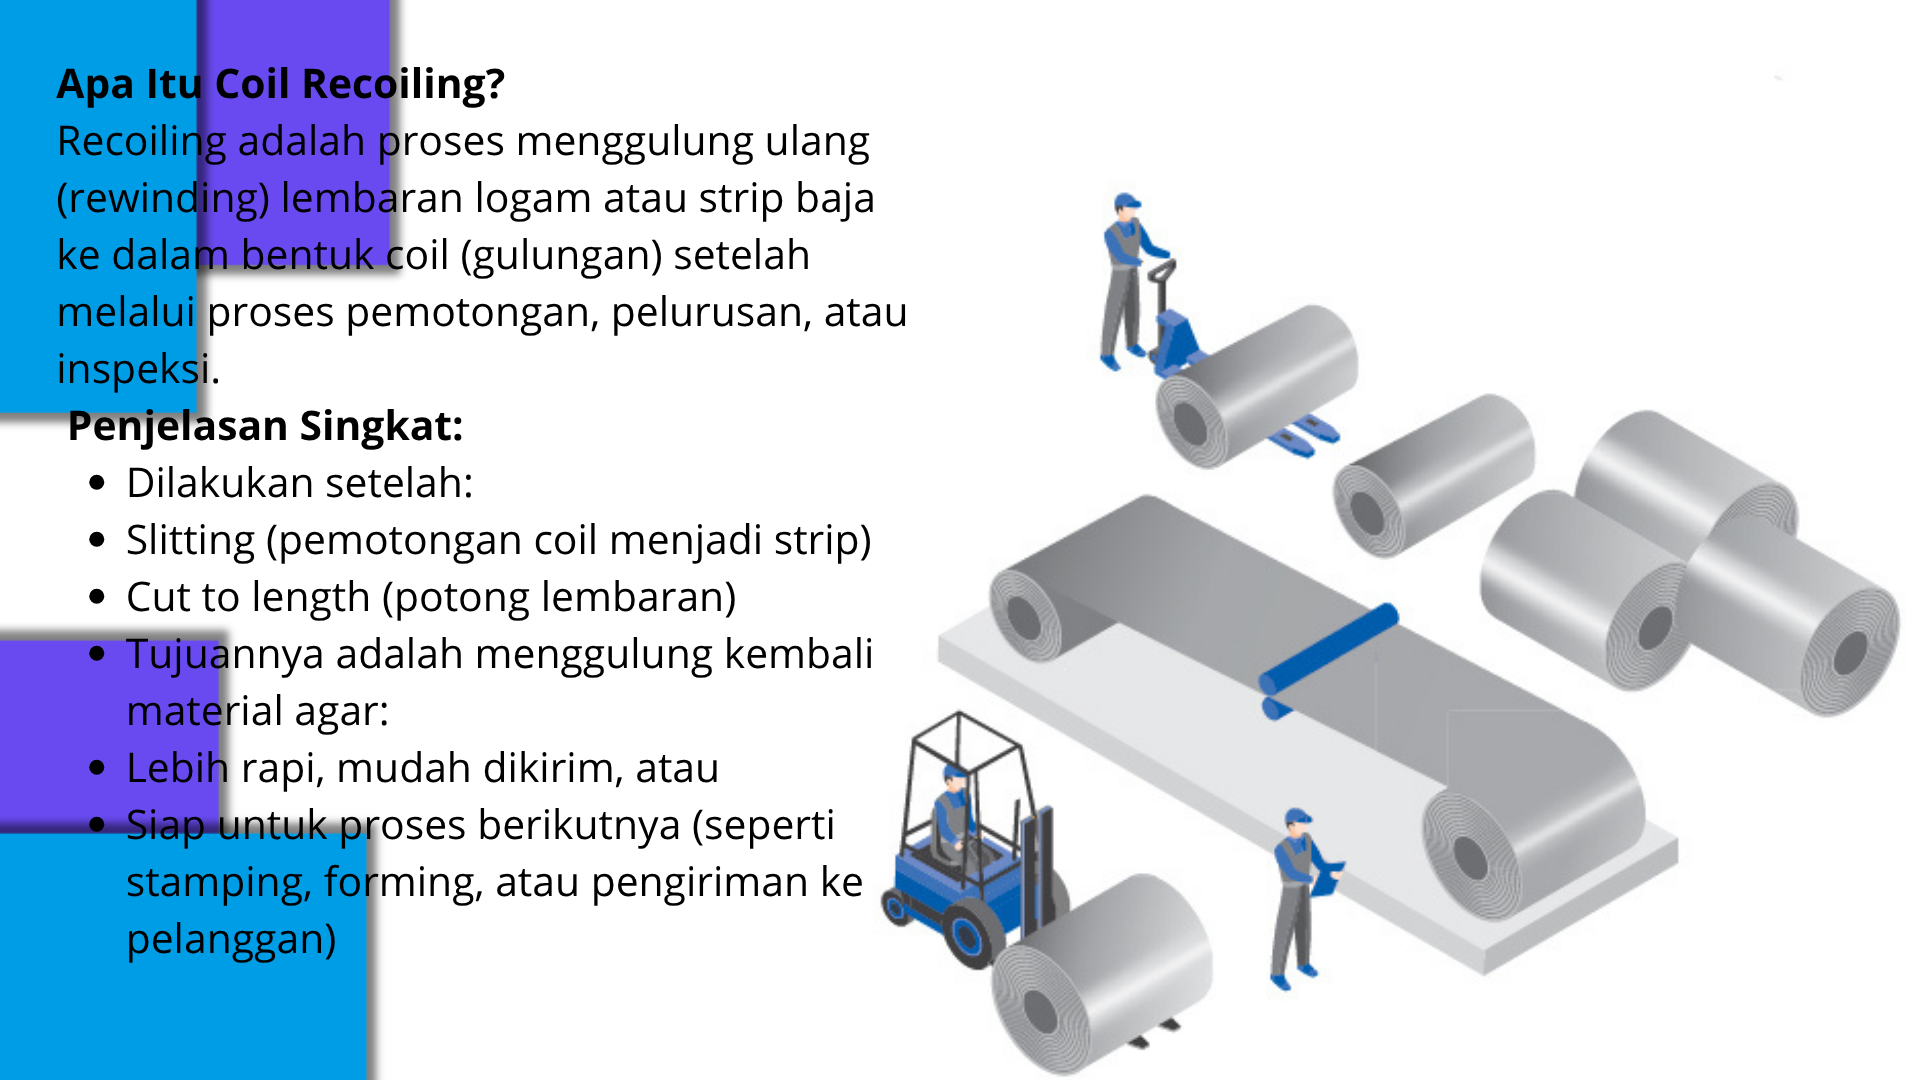 Apa Itu Coil Recoiling?
Recoiling adalah proses menggulung ulang
(rewinding) lembaran logam atau strip baja
ke dalam bentuk coil (gulungan) setelah
melalui proses pemotongan, pelurusan, atau
inspeksi.
Penjelasan Singkat:
• Dilakukan setelah:
• Slitting (pemotongan coil menjadi strip)
• Cut to length (potong lembaran)
• Tujuannya adalah menggulung kembali
material agar:
• Lebih rapi, mudah dikirim, atau
• Siap untuk proses berikutnya (seperti
stamping, forming, atau pengiriman ke
pelanggan)